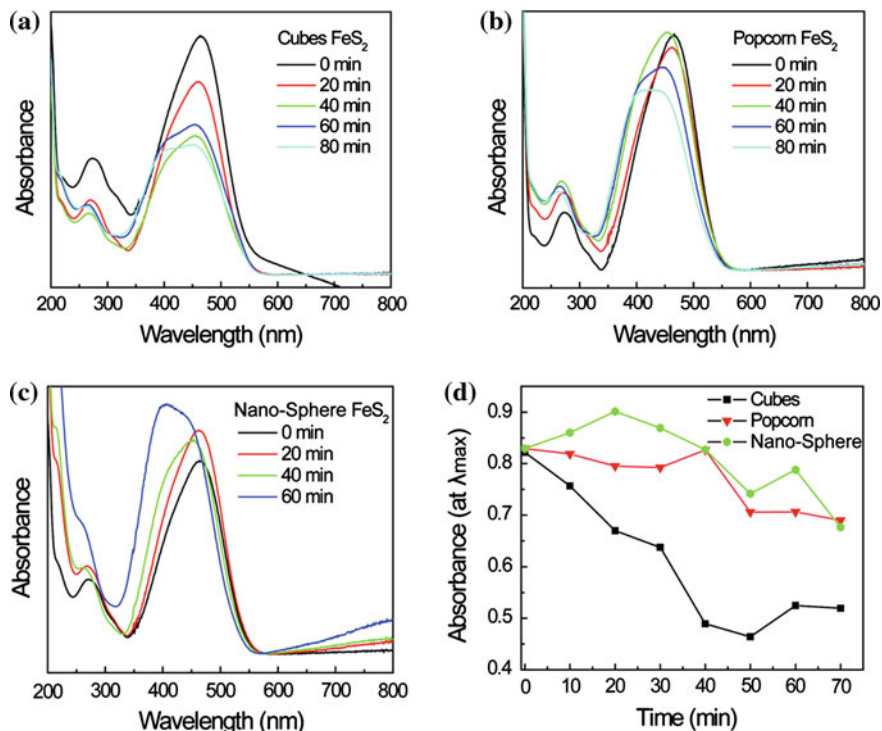 (a)
Cubes FeS₂
0 min
20 min
40 min
60 min
80 min
Absorbance
200 300 400 500 600 700 800
Wavelength (nm)
(b)
Popcorn FeS₂
0 min
20 min
40 min
60 min
80 min
Absorbance
200 300 400 500 600 700 800
Wavelength (nm)
(c)
Nano-Sphere FeS₂
0 min
20 min
40 min
60 min
Absorbance
200 300 400 500 600 700 800
Wavelength (nm)
(d)
Cubes
Popcorn
Nano-Sphere
Absorbance (at λmax)
0.9
0.8
0.7
0.6
0.5
0.4
0 10 20 30 40 50 60 70
Time (min)